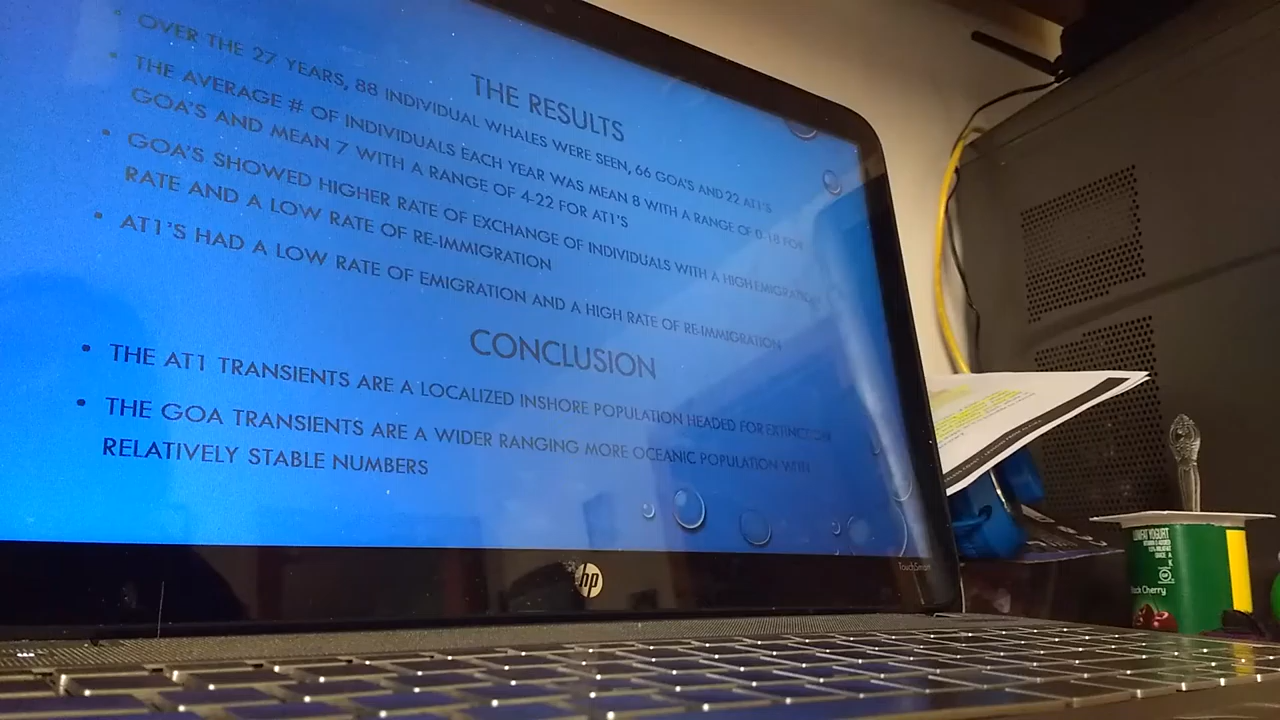 THE RESULTS
• OVER THE 27 YEARS, 88 INDIVIDUAL WHALES WERE SEEN, 66 GOA'S AND 22 AT1'S
• THE AVERAGE # OF INDIVIDUALS EACH YEAR WAS MEAN 8 WITH A RANGE OF 0-18 FOR
GOA'S AND MEAN 7 WITH A RANGE OF 4-22 FOR AT1'S
• GOA'S SHOWED HIGHER RATE OF EXCHANGE OF INDIVIDUALS WITH A HIGH EMIGRATION
RATE AND A LOW RATE OF RE-IMMIGRATION
• AT1'S HAD A LOW RATE OF EMIGRATION AND A HIGH RATE OF RE-IMMIGRATION
CONCLUSION
• THE AT1 TRANSIENTS ARE A LOCALIZED INSHORE POPULATION HEADED FOR EXTINCTION
• THE GOA TRANSIENTS ARE A WIDER RANGING MORE OCEANIC POPULATION WITH
RELATIVELY STABLE NUMBERS
hp
TouchSmart
LOWFAT YOGURT
GRADE A
Black Cherry